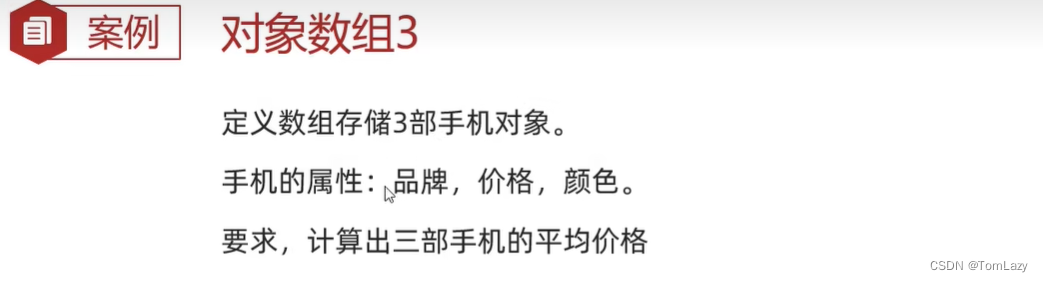 案例
对象数组3
定义数组存储3部手机对象。
手机的属性：品牌，价格，颜色。
要求，计算出三部手机的平均价格
CSDN @TomLazy